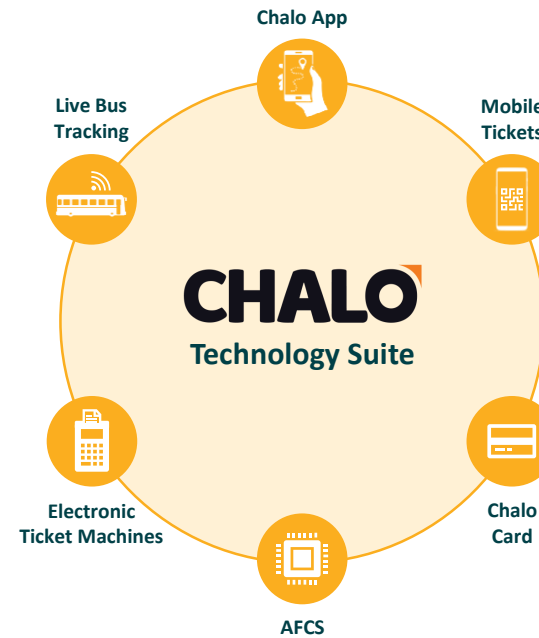 Chalo App
Live Bus
Tracking
Mobile
Tickets
CHALO
Technology Suite
Electronic
Ticket Machines
Chalo
Card
AFCS